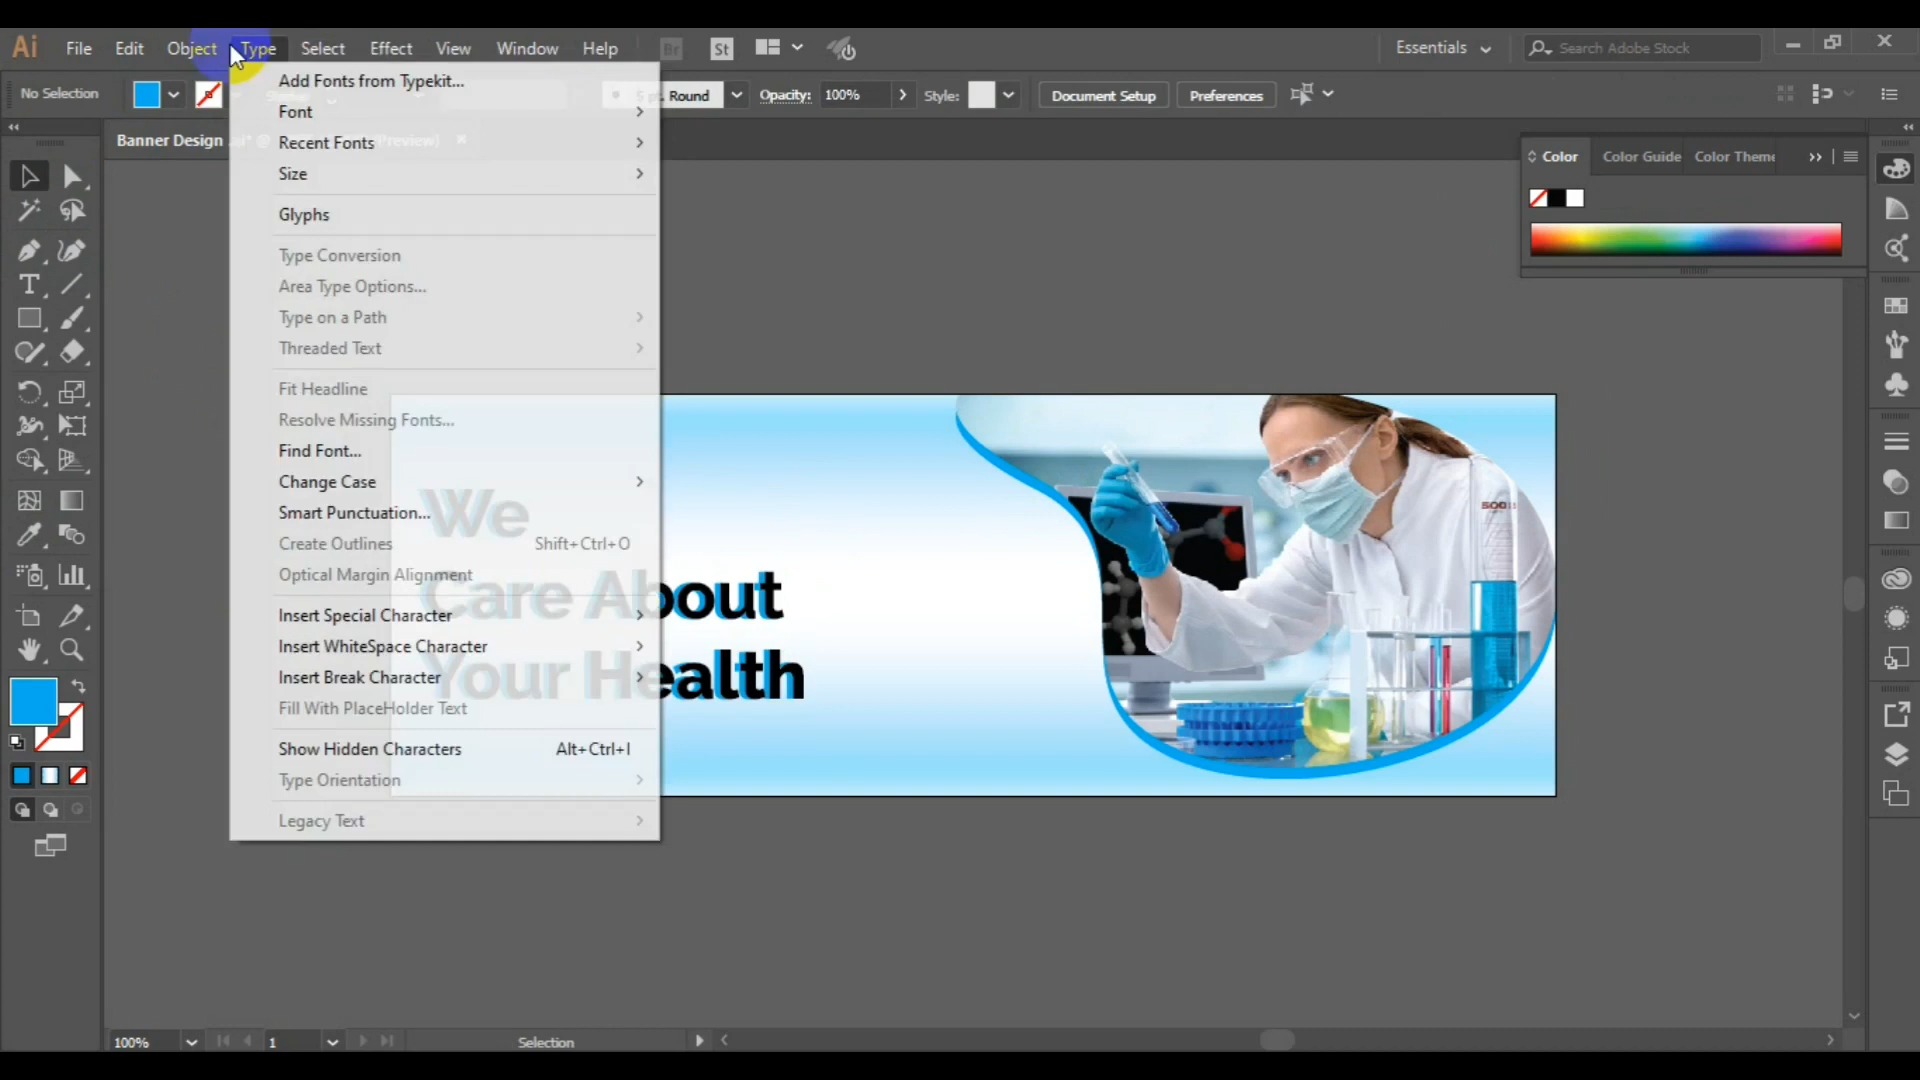 Ai File Edit Object Type Select Effect View Window Help Br St Essentials Search Adobe Stock
No Selection Round Opacity: 100% Style: Document Setup Preferences
Banner Design
Add Fonts from Typekit...
Font
Recent Fonts
Size
Glyphs
Type Conversion
Area Type Options...
Type on a Path
Threaded Text
Fit Headline
Resolve Missing Fonts...
Find Font...
Change Case
Smart Punctuation...
Create Outlines Shift+Ctrl+O
Optical Margin Alignment
Insert Special Character
Insert WhiteSpace Character
Insert Break Character
Fill With PlaceHolder Text
Show Hidden Characters Alt+Ctrl+I
Type Orientation
Legacy Text
Color Color Guide Color Theme
We
Care About
Your Health
100% 1 Selection